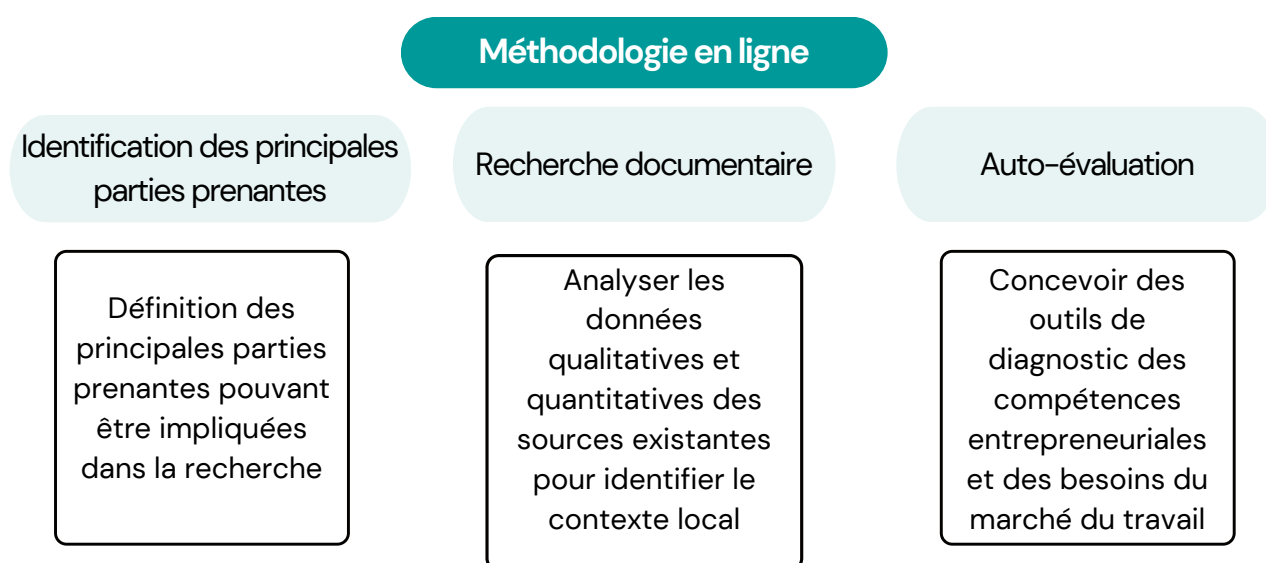 Méthodologie en ligne
Identification des principales
parties prenantes
Définition des
principales parties
prenantes pouvant
être impliquées
dans la recherche
Recherche documentaire
Analyser les
données
qualitatives et
quantitatives des
sources existantes
pour identifier le
contexte local
Auto-évaluation
Concevoir des
outils de
diagnostic des
compétences
entrepreneuriales
et des besoins du
marché du travail